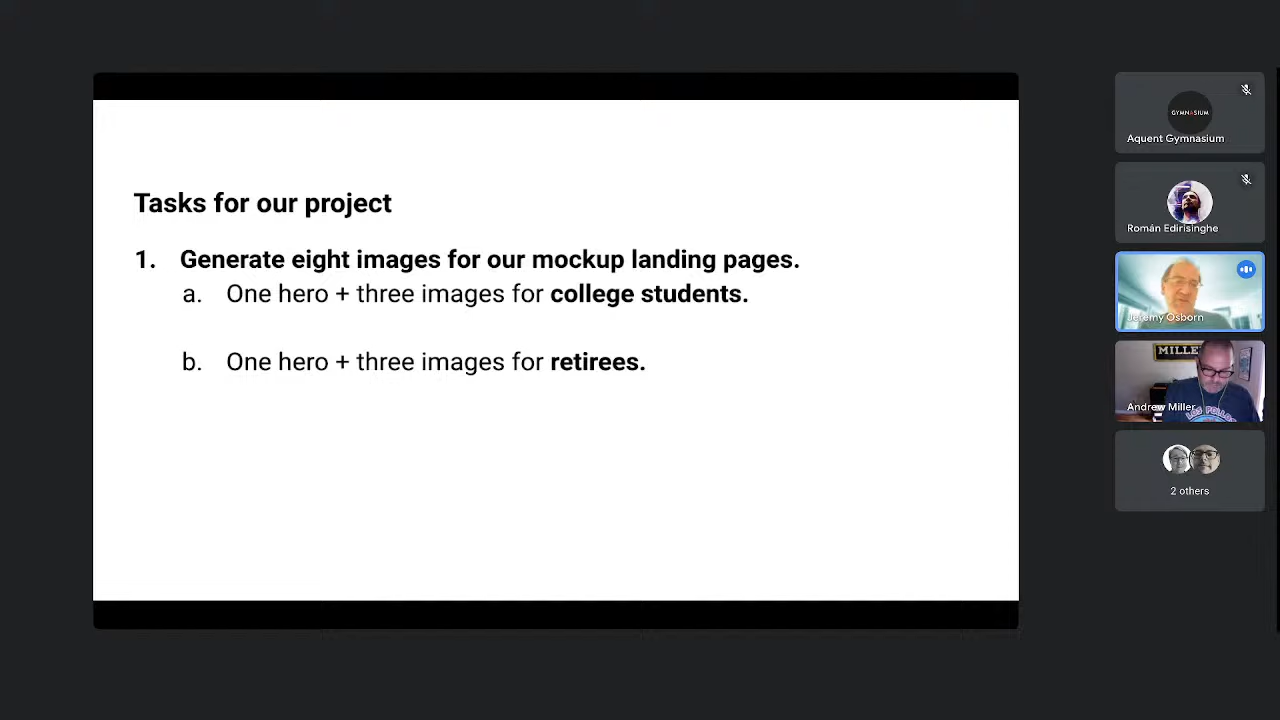 Tasks for our project
1. Generate eight images for our mockup landing pages.
a. One hero + three images for college students.
b. One hero + three images for retirees.
GYMNASIUM
Aquent Gymnasium
Román Edirisinghe
Jeremy Osborn
MILLE
Andrew Miller
2 others